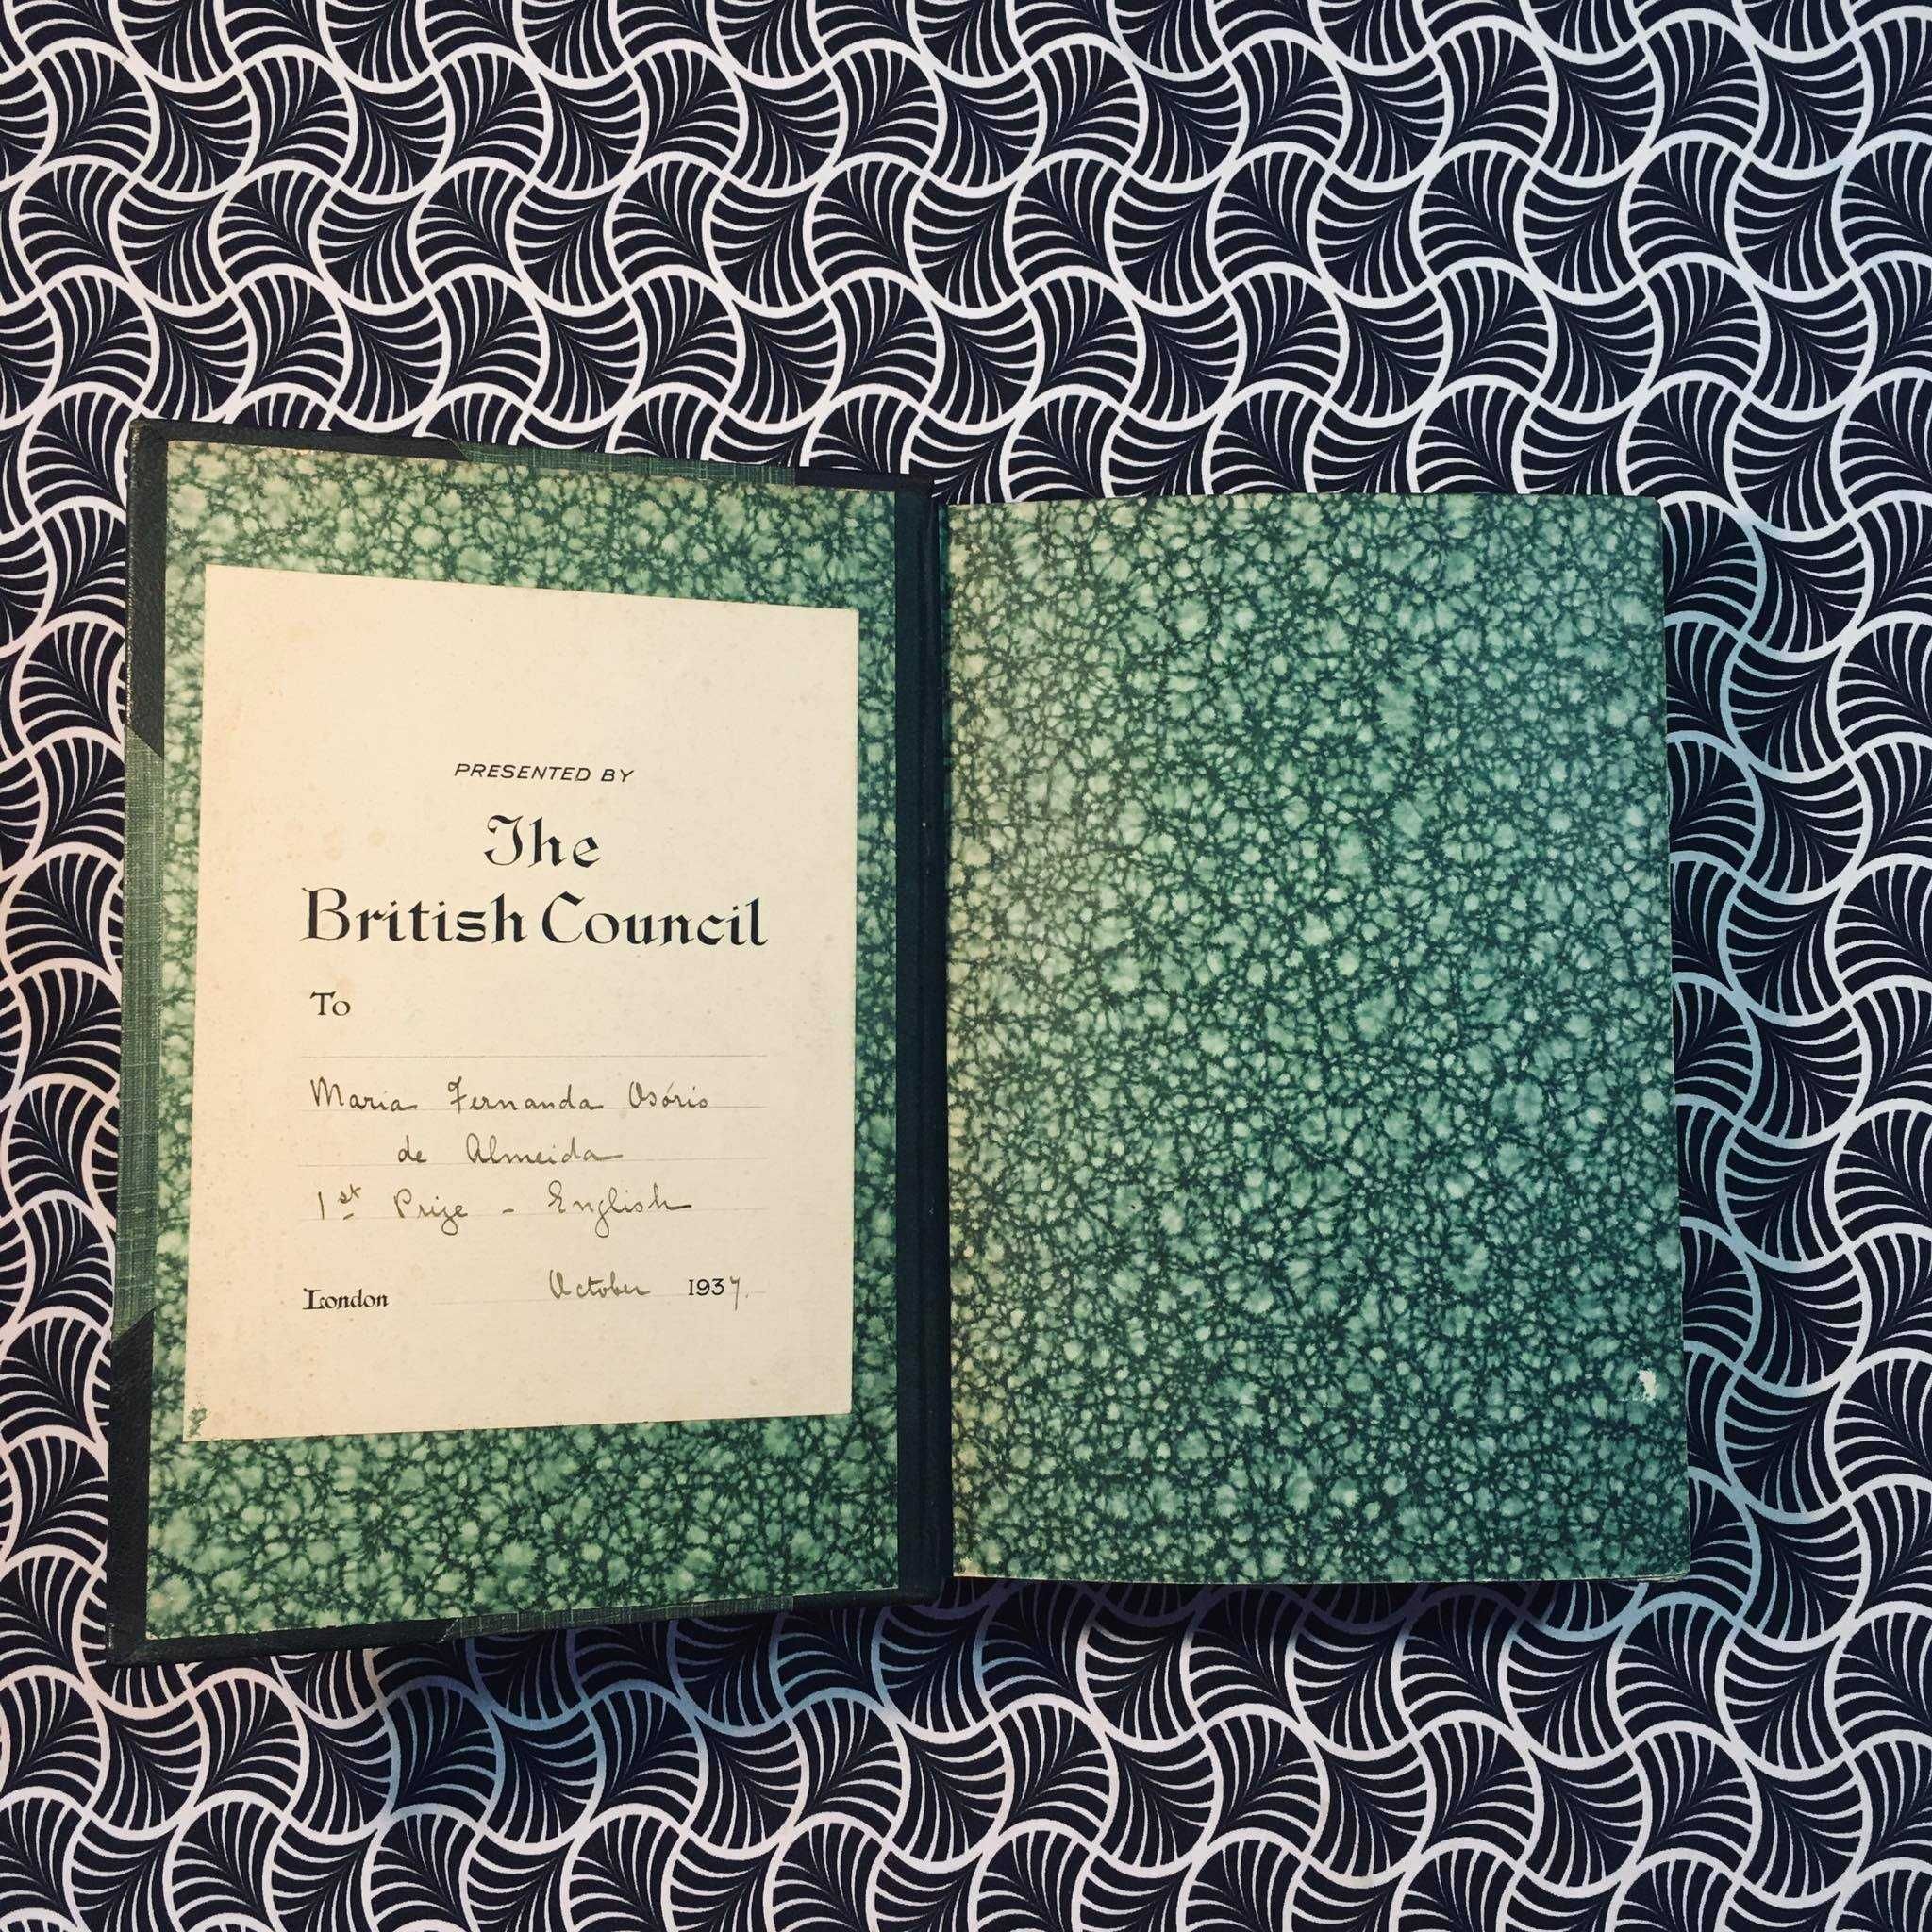 PRESENTED BY
The
British Council
To
Maria Fernanda Osório
de Almeida
1st Prize - English
London October 1937.